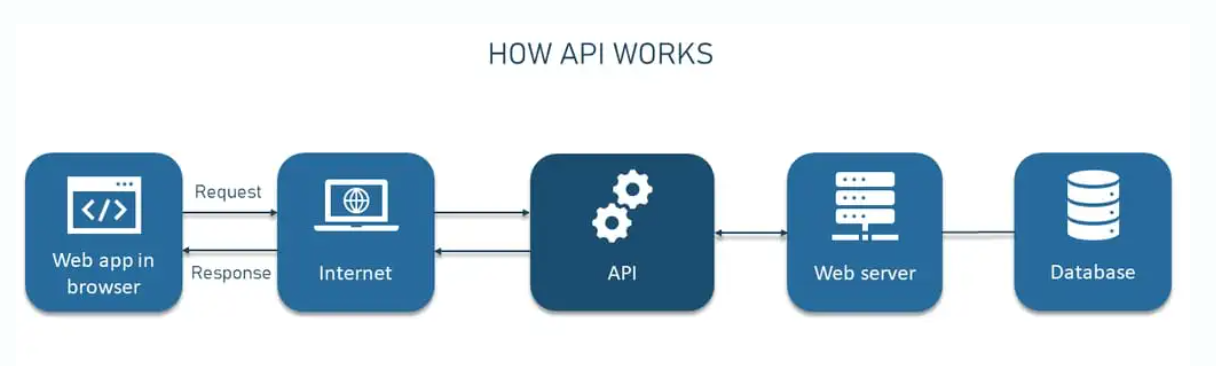 HOW API WORKS
Request
Response
Web app in
browser
Internet
API
Web server
Database